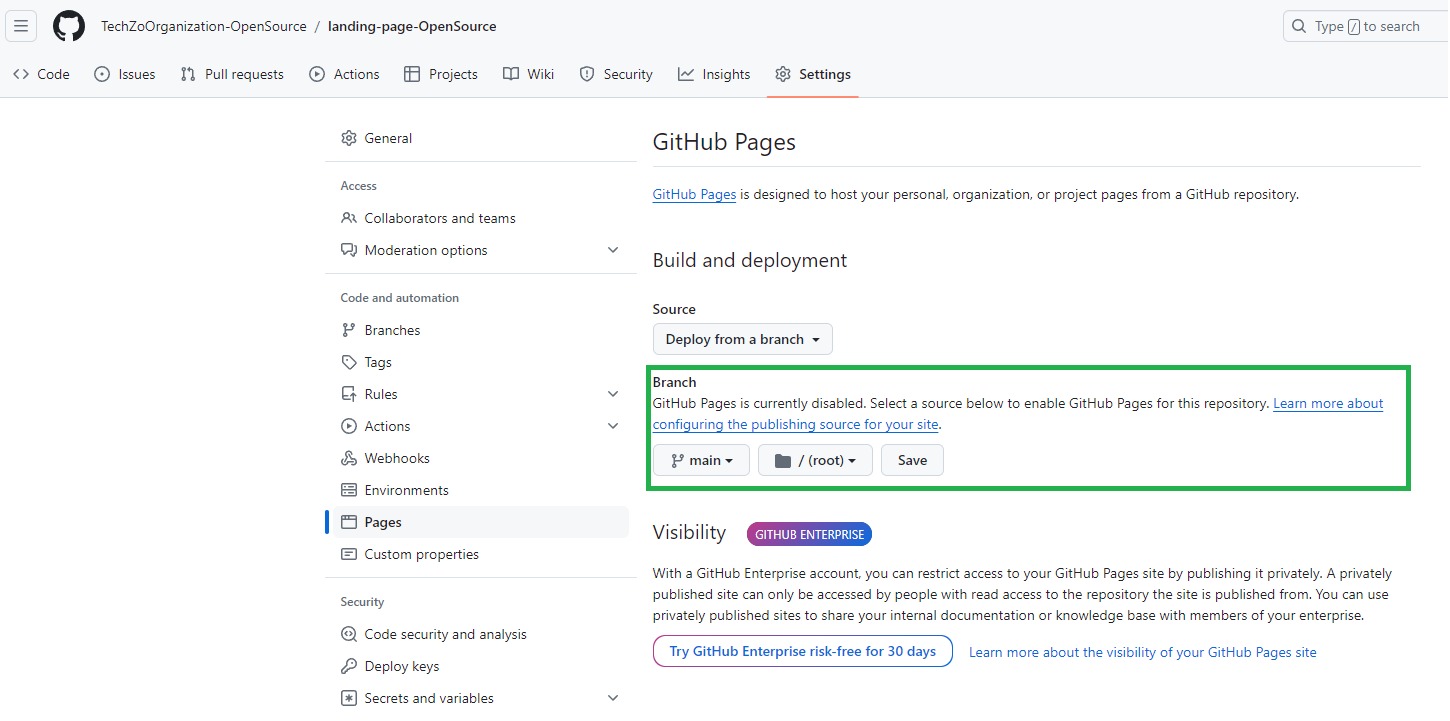 TechZoOrganization-OpenSource / landing-page-OpenSource
Type / to search
Code Issues Pull requests Actions Projects Wiki Security Insights Settings
General
Access
Collaborators and teams
Moderation options
Code and automation
Branches
Tags
Rules
Actions
Webhooks
Environments
Pages
Custom properties
Security
Code security and analysis
Deploy keys
Secrets and variables
GitHub Pages
GitHub Pages is designed to host your personal, organization, or project pages from a GitHub repository.
Build and deployment
Source
Deploy from a branch
Branch
GitHub Pages is currently disabled. Select a source below to enable GitHub Pages for this repository. Learn more about
configuring the publishing source for your site.
main / (root) Save
Visibility GITHUB ENTERPRISE
With a GitHub Enterprise account, you can restrict access to your GitHub Pages site by publishing it privately. A privately
published site can only be accessed by people with read access to the repository the site is published from. You can use
privately published sites to share your internal documentation or knowledge base with members of your enterprise.
Try GitHub Enterprise risk-free for 30 days Learn more about the visibility of your GitHub Pages site